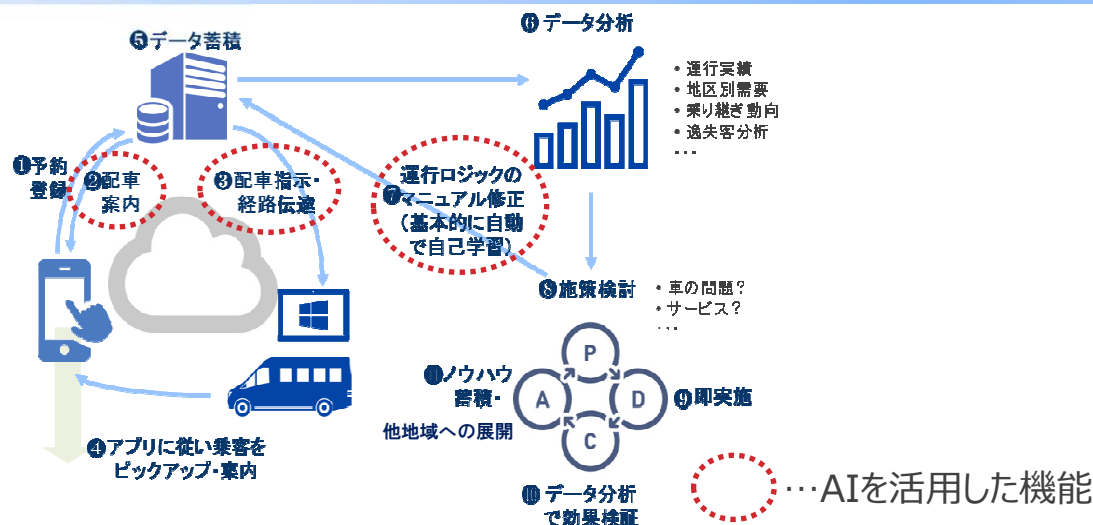 ❺データ蓄積
❻データ分析
・運行実績
・地区別需要
・乗り継ぎ動向
・逸失客分析
・・・
❶予約
登録
❷配車
案内
❸配車指示・
経路伝達
運行ロジックの
❼マニュアル修正
(基本的に自動
で自己学習)
❽施策検討
・車の問題?
・サービス?
・・・
P
⓫ノウハウ
蓄積・
A
D
❾即実施
他地域への展開
C
❹アプリに従い乗客を
ピックアップ・案内
❿データ分析
で効果検証
…AIを活用した機能